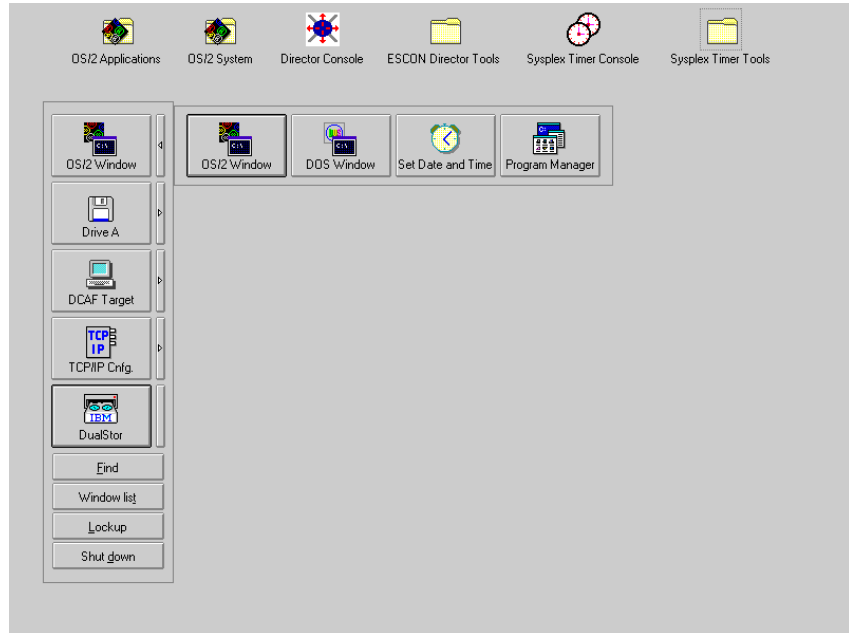 OS/2 Applications
OS/2 System
Director Console
ESCON Director Tools
Sysplex Timer Console
Sysplex Timer Tools
OS/2 Window
OS/2 Window
DOS Window
Set Date and Time
Program Manager
Drive A
DCAF Target
TCP/IP Cnfg.
DualStor
Find
Window list
Lockup
Shut down
C:\
C:\
C:\
TCP
IP
IBM